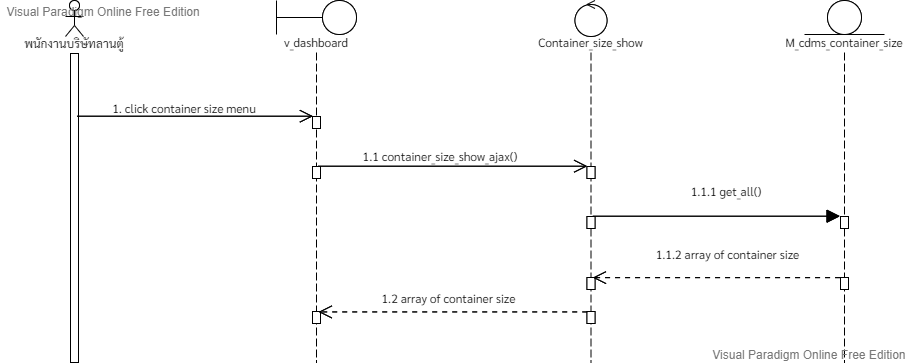 Visual Paradigm Online Free Edition
พนักงานบริษัทลานตู้
v_dashboard
Container_size_show
M_cdms_container_size
1. click container size menu
1.1 container_size_show_ajax()
1.1.1 get_all()
1.1.2 array of container size
1.2 array of container size
Visual Paradigm Online Free Edition